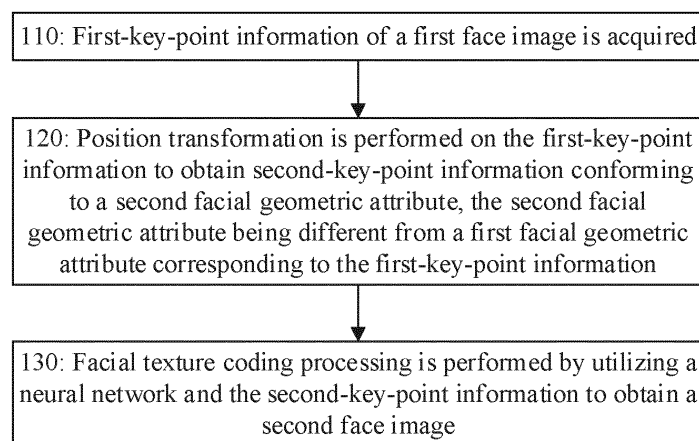 110: First-key-point information of a first face image is acquired
120: Position transformation is performed on the first-key-point
information to obtain second-key-point information conforming
to a second facial geometric attribute, the second facial
geometric attribute being different from a first facial geometric
attribute corresponding to the first-key-point information
130: Facial texture coding processing is performed by utilizing a
neural network and the second-key-point information to obtain a
second face image